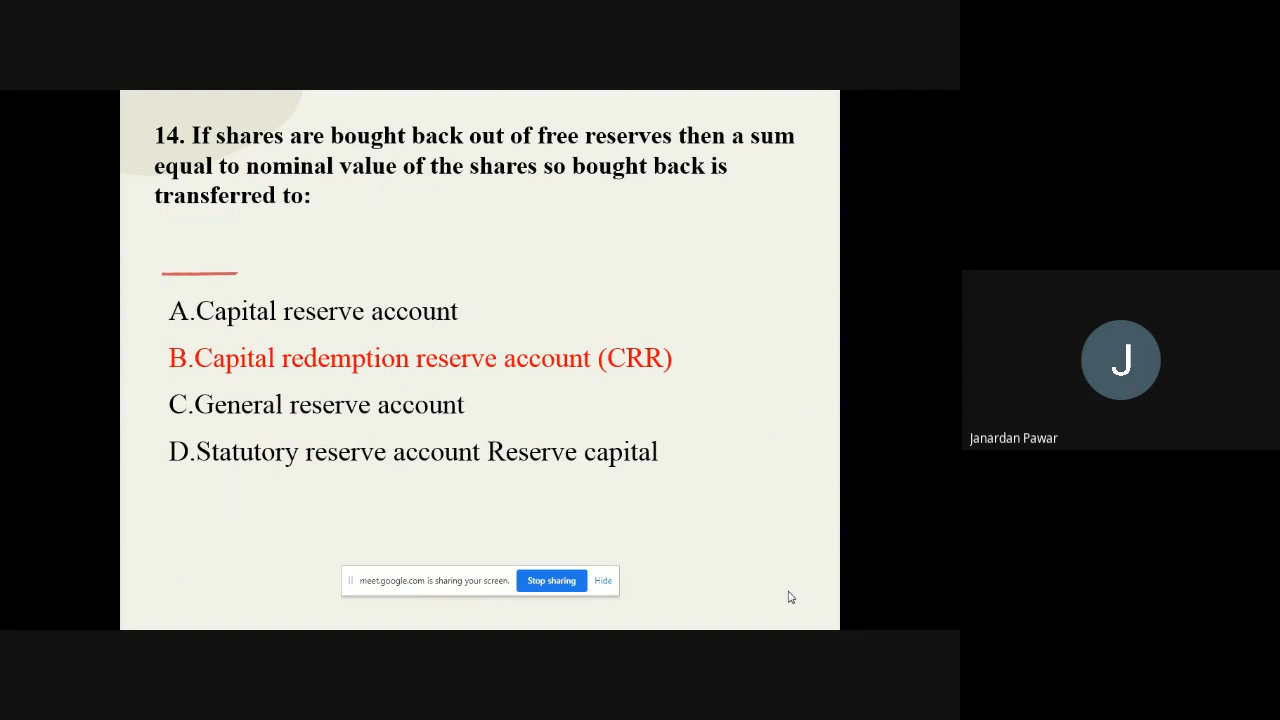 14. If shares are bought back out of free reserves then a sum
equal to nominal value of the shares so bought back is
transferred to:
A.Capital reserve account
B.Capital redemption reserve account (CRR)
C.General reserve account
D.Statutory reserve account Reserve capital
meet.google.com is sharing your screen.
Stop sharing
Hide
J
Janardan Pawar